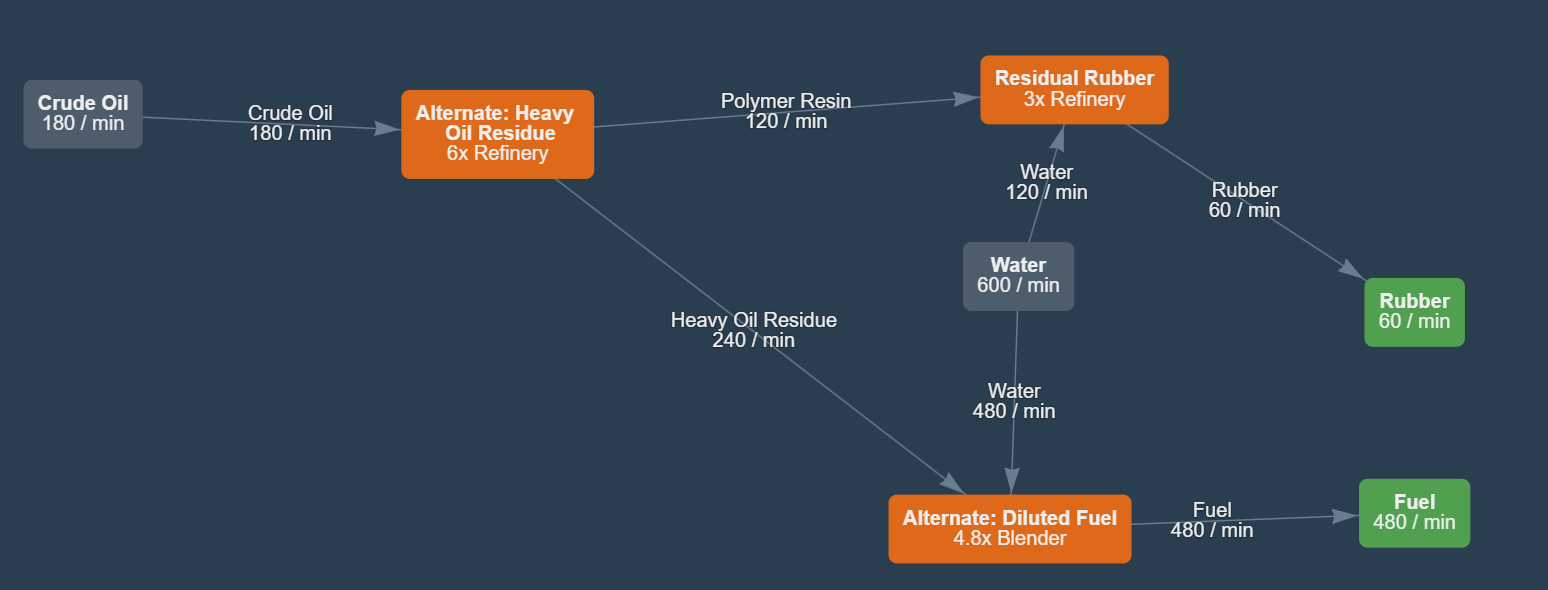 Crude Oil
180 / min
Crude Oil
180 / min
Alternate: Heavy
Oil Residue
6x Refinery
Polymer Resin
120 / min
Residual Rubber
3x Refinery
Water
120 / min
Rubber
60 / min
Water
600 / min
Rubber
60 / min
Heavy Oil Residue
240 / min
Water
480 / min
Alternate: Diluted Fuel
4.8x Blender
Fuel
480 / min
Fuel
480 / min